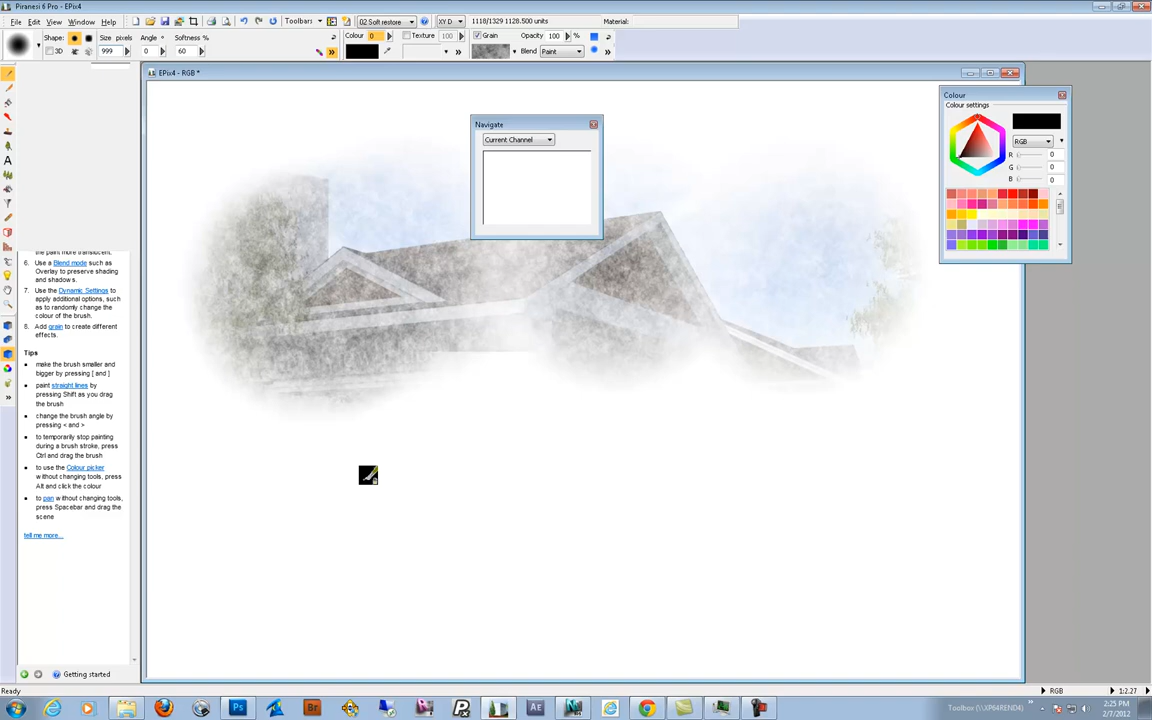 Piranesi 6 Pro - EPix4
File Edit View Window Help
Toolbars
02 Soft restore
XY D
1118/1329 1128.500 units
Material:
Shape:
Size pixels
Angle °
Softness %
3D
999
0
60
Colour
0
Texture
100
Grain
Opacity
100
%
Blend
Paint
EPix4 - RGB *
Navigate
Current Channel
Colour
Colour settings
RGB
R
0
G
0
B
0
the paint more translucent.
6. Use a Blend mode such as
Overlay to preserve shading
and shadows.
7. Use the Dynamic Settings to
apply additional options, such
as to randomly change the
colour of the brush.
8. Add grain to create different
effects.
Tips
make the brush smaller and
bigger by pressing [ and ]
paint straight lines by
pressing Shift as you drag
the brush
change the brush angle by
pressing < and >
to temporarily stop painting
during a brush stroke, press
Ctrl and drag the brush
to use the Colour picker
without changing tools, press
Alt and click the colour
to pan without changing tools,
press Spacebar and drag the
scene
tell me more...
Getting started
Ready
RGB
1:2.27
Ps
Br
Ae
Toolbox (\\XP64REND4)
2:25 PM
2/7/2012